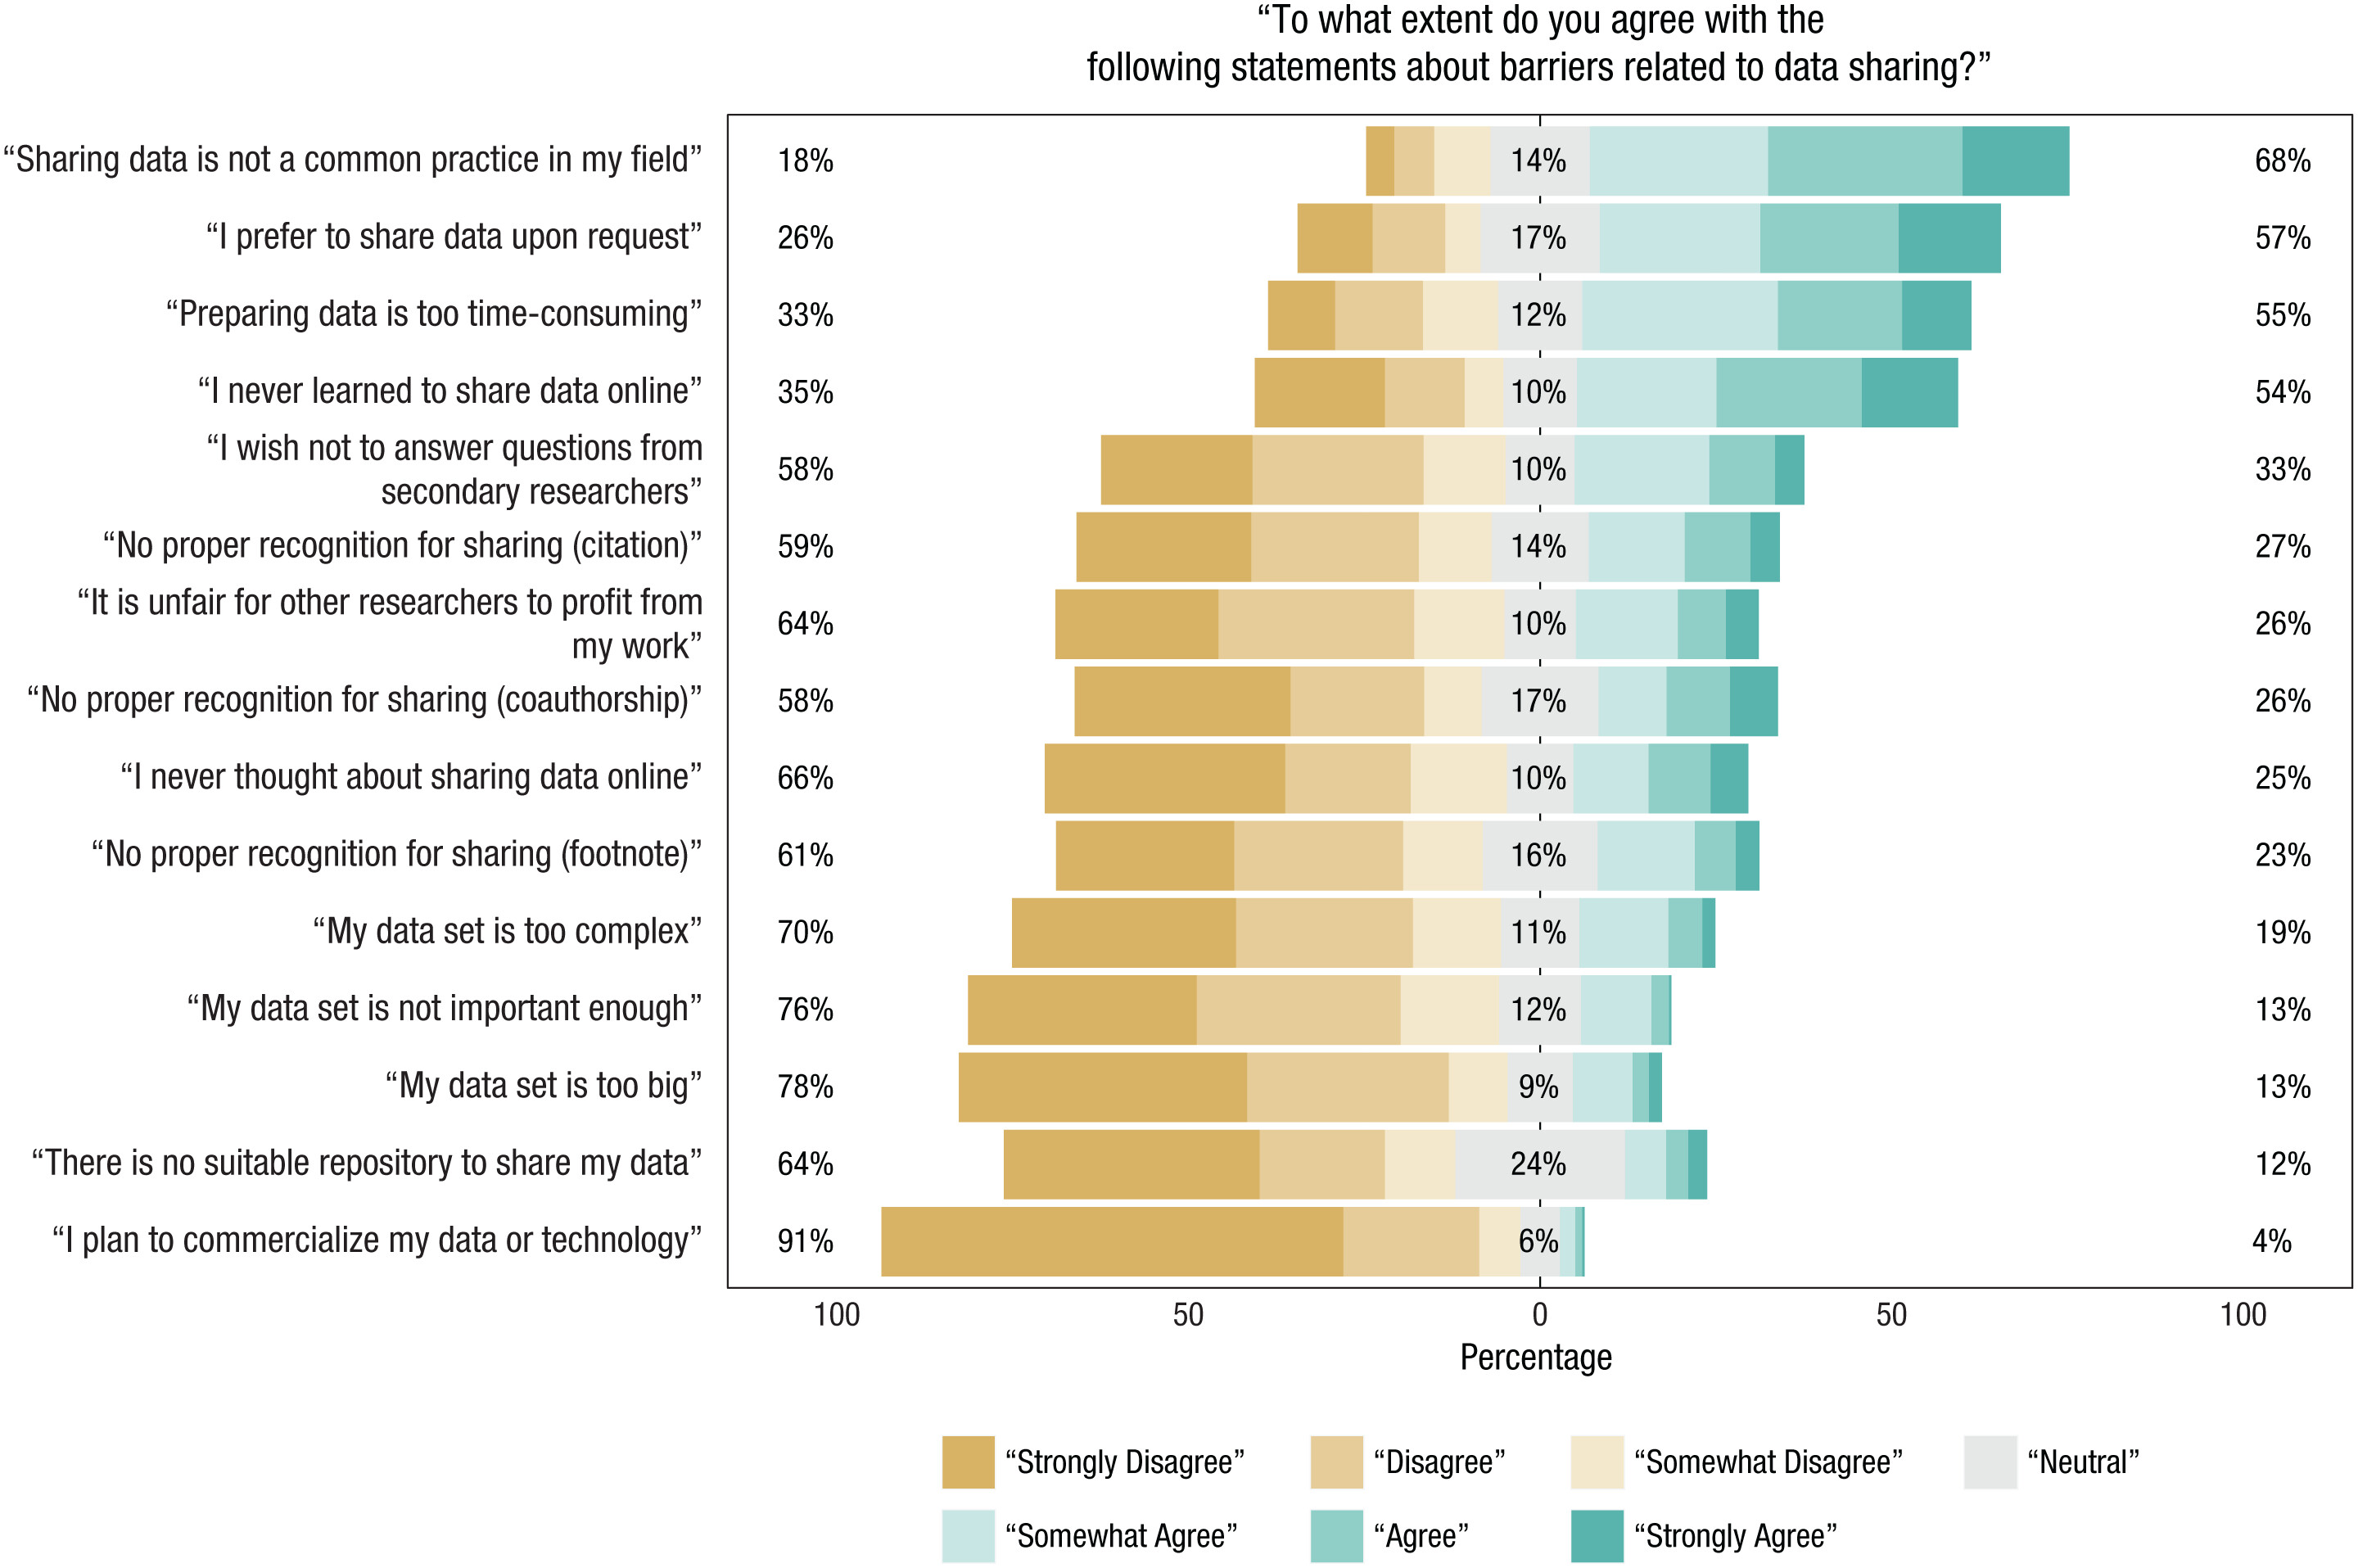 “To what extent do you agree with the
following statements about barriers related to data sharing?”
“Sharing data is not a common practice in my field” 18% 14% 68%
“I prefer to share data upon request” 26% 17% 57%
“Preparing data is too time-consuming” 33% 12% 55%
“I never learned to share data online” 35% 10% 54%
“I wish not to answer questions from
secondary researchers” 58% 10% 33%
“No proper recognition for sharing (citation)” 59% 14% 27%
“It is unfair for other researchers to profit from
my work” 64% 10% 26%
“No proper recognition for sharing (coauthorship)” 58% 17% 26%
“I never thought about sharing data online” 66% 10% 25%
“No proper recognition for sharing (footnote)” 61% 16% 23%
“My data set is too complex” 70% 11% 19%
“My data set is not important enough” 76% 12% 13%
“My data set is too big” 78% 9% 13%
“There is no suitable repository to share my data” 64% 24% 12%
“I plan to commercialize my data or technology” 91% 6% 4%
100 50 0 50 100
Percentage
“Strongly Disagree” “Disagree” “Somewhat Disagree” “Neutral”
“Somewhat Agree” “Agree” “Strongly Agree”